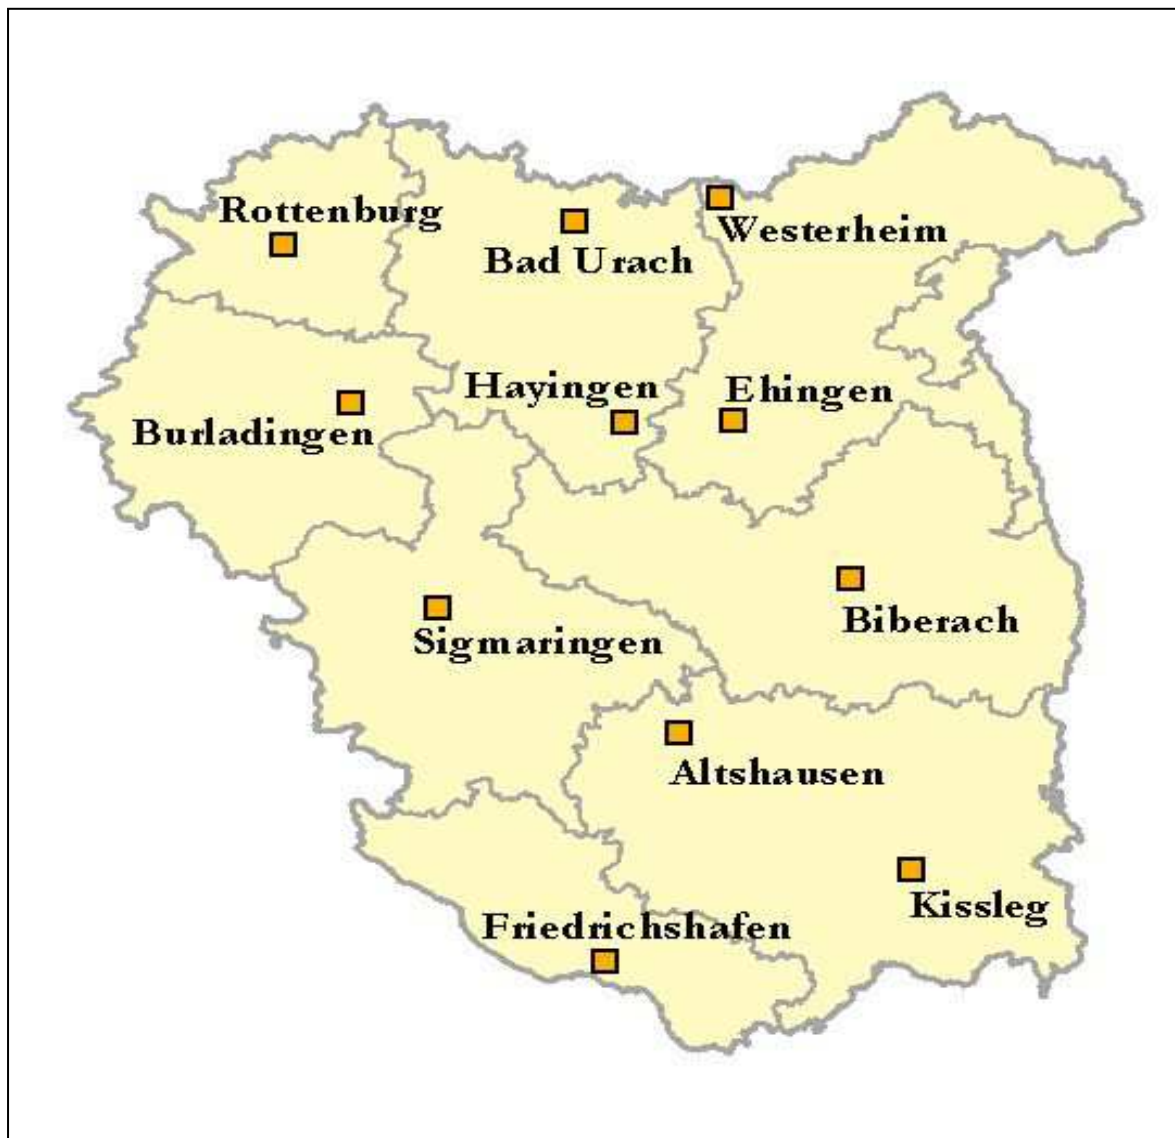 Rottenburg
Westerheim
Bad Urach
Hayingen
Ehingen
Burladingen
Biberach
Sigmaringen
Altshausen
Kissleg
Friedrichshafen